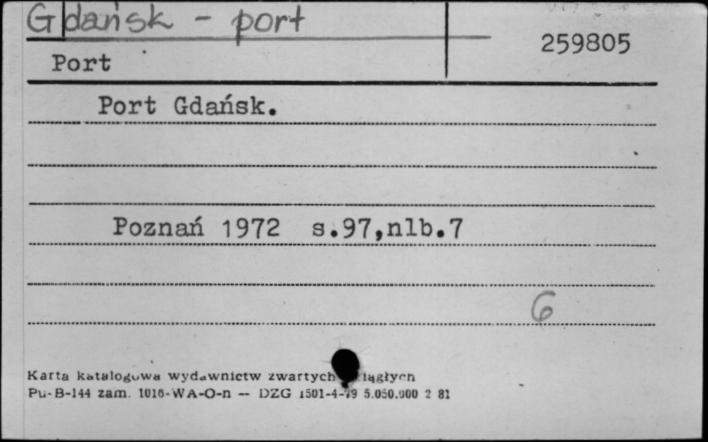 Gdańsk - port
259805
Port
Port Gdańsk.
Poznań 1972 s.97,nlb.7
6
Karta katalogowa wydawnictw zwartych ciągłych
Pu-B-144 zam. 1016-WA-O-n — DZG 1501-4-79 5.050.000 2 81